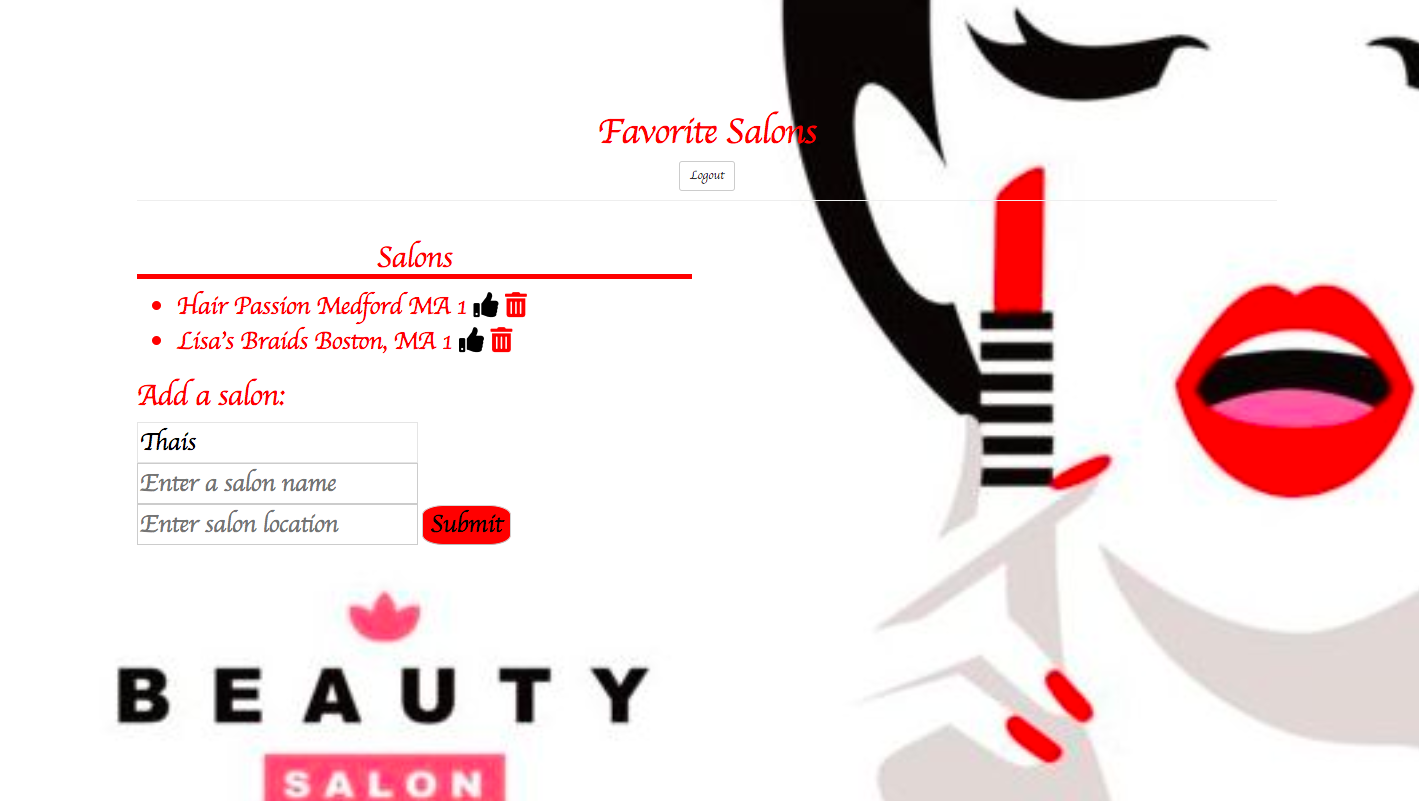 Favorite Salons
Logout
Salons
Hair Passion Medford MA 1
Lisa's Braids Boston, MA 1
Add a salon:
Thais
Enter a salon name
Enter salon location Submit
BEAUTY
SALON